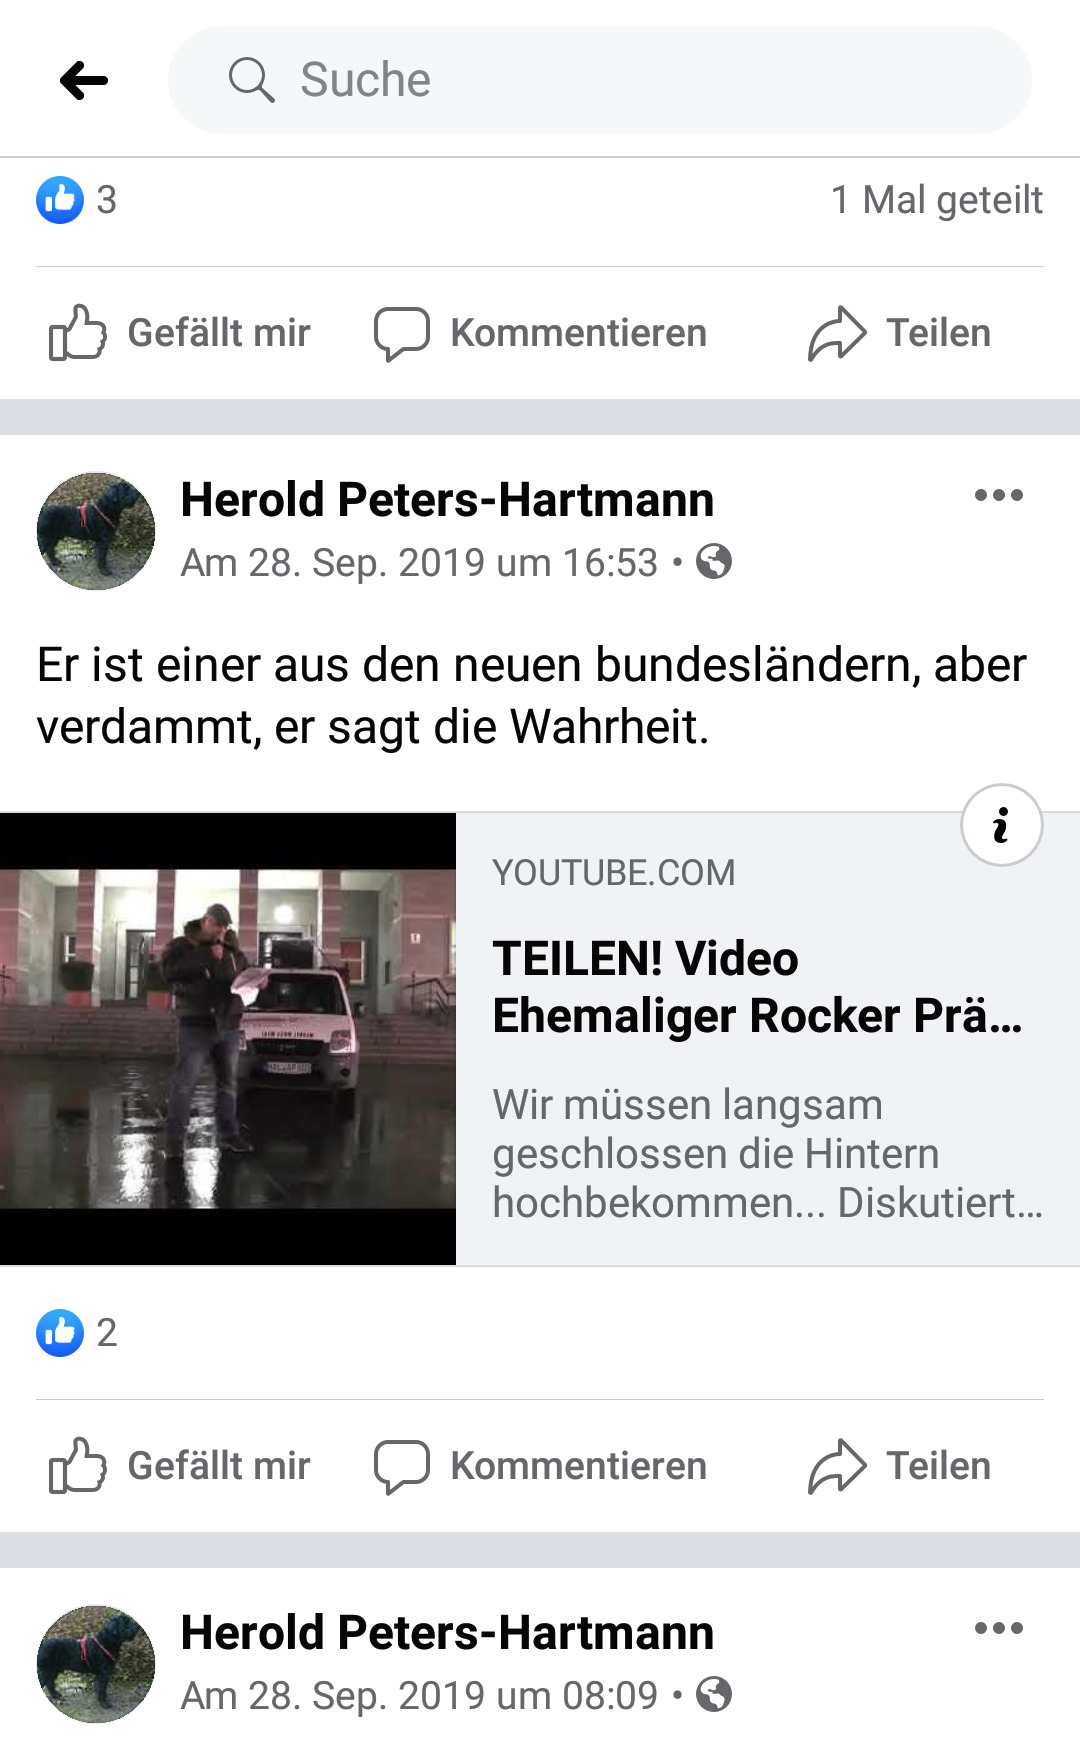 Suche
3
1 Mal geteilt
Gefällt mir
Kommentieren
Teilen
Herold Peters-Hartmann
Am 28. Sep. 2019 um 16:53 •
Er ist einer aus den neuen bundesländern, aber
verdammt, er sagt die Wahrheit.
YOUTUBE.COM
TEILEN! Video
Ehemaliger Rocker Prä...
Wir müssen langsam
geschlossen die Hintern
hochbekommen... Diskutiert...
2
Gefällt mir
Kommentieren
Teilen
Herold Peters-Hartmann
Am 28. Sep. 2019 um 08:09 •